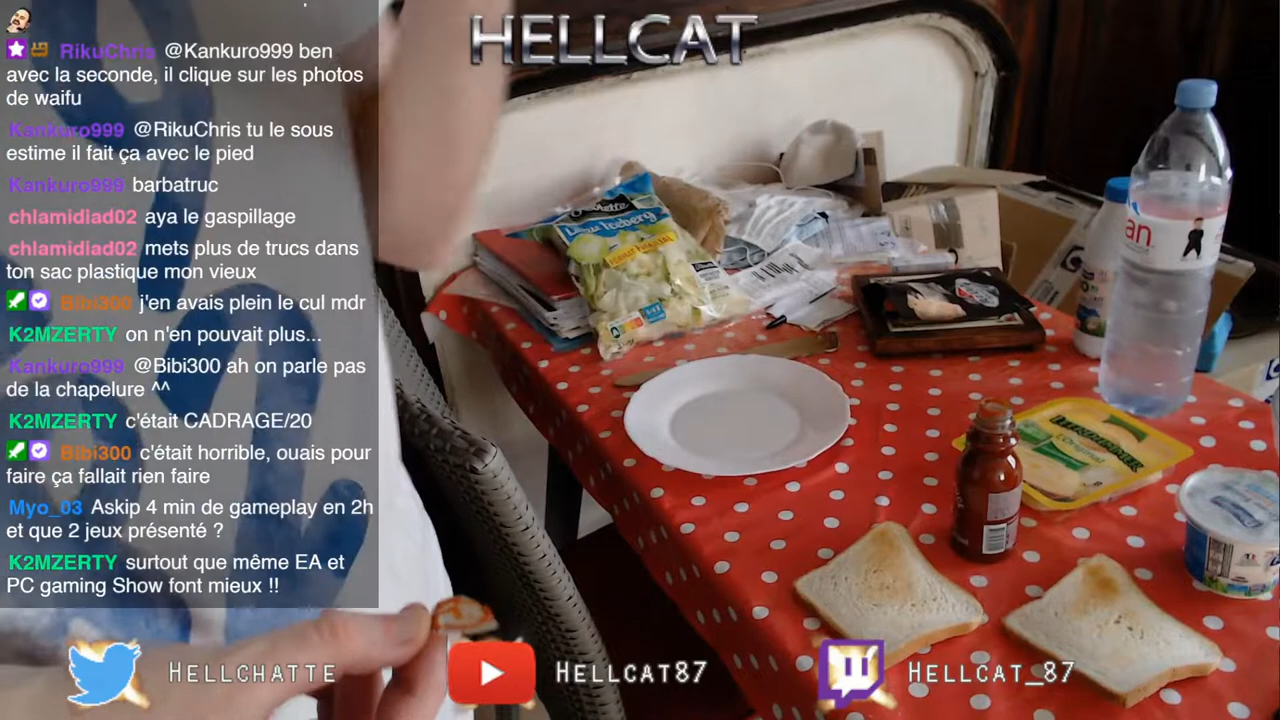 HELLCAT
RikuChris @Kankuro999 ben
avec la seconde, il clique sur les photos
de waifu
Kankuro999 @RikuChris tu le sous
estime il fait ça avec le pied
Kankuro999 barbatruc
chlamidiad02 aya le gaspillage
chlamidiad02 mets plus de trucs dans
ton sac plastique mon vieux
Bibi300 j'en avais plein le cul mdr
K2MZERTY on n'en pouvait plus...
Kankuro999 @Bibi300 ah on parle pas
de la chapelure ^^
K2MZERTY c'était CADRAGE/20
Bibi300 c'était horrible, ouais pour
faire ça fallait rien faire
Myo_03 Askip 4 min de gameplay en 2h
et que 2 jeux présenté ?
K2MZERTY surtout que même EA et
PC gaming Show font mieux !!
Iceberg
an
LEERDAMMER
L'Original
HELLCHATTE
HELLCAT87
HELLCAT_87